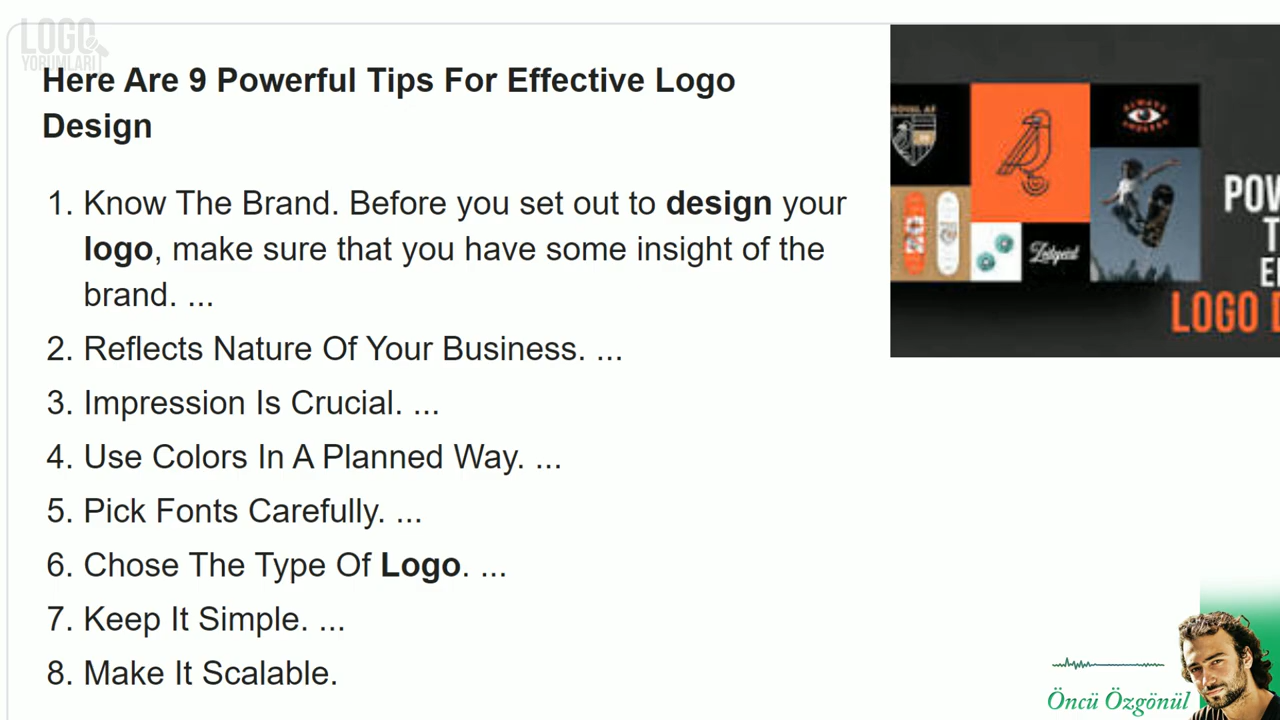 LOGO
YORUMLARI
Here Are 9 Powerful Tips For Effective Logo
Design
1. Know The Brand. Before you set out to design your
logo, make sure that you have some insight of the
brand. ...
2. Reflects Nature Of Your Business. ...
3. Impression Is Crucial. ...
4. Use Colors In A Planned Way. ...
5. Pick Fonts Carefully. ...
6. Chose The Type Of Logo. ...
7. Keep It Simple. ...
8. Make It Scalable.
POW
T
LOGO
Öncü Özgönül